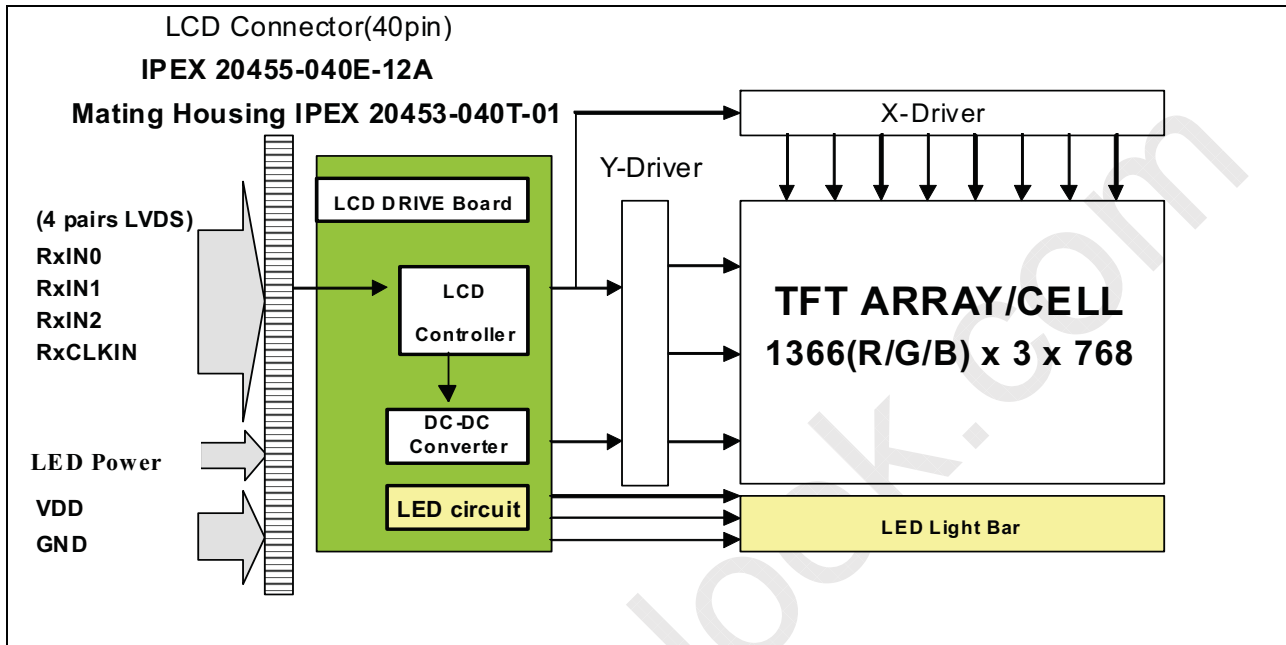 LCD Connector(40pin)
IPEX 20455-040E-12A
Mating Housing IPEX 20453-040T-01
X-Driver
Y-Driver
LCD DRIVE Board
(4 pairs LVDS)
RxIN0
RxIN1
RxIN2
RxCLKIN
LCD
Controller
TFT ARRAY/CELL
1366(R/G/B) x 3 x 768
DC-DC
Converter
LED Power
VDD
GND
LED circuit
LED Light Bar
look.com